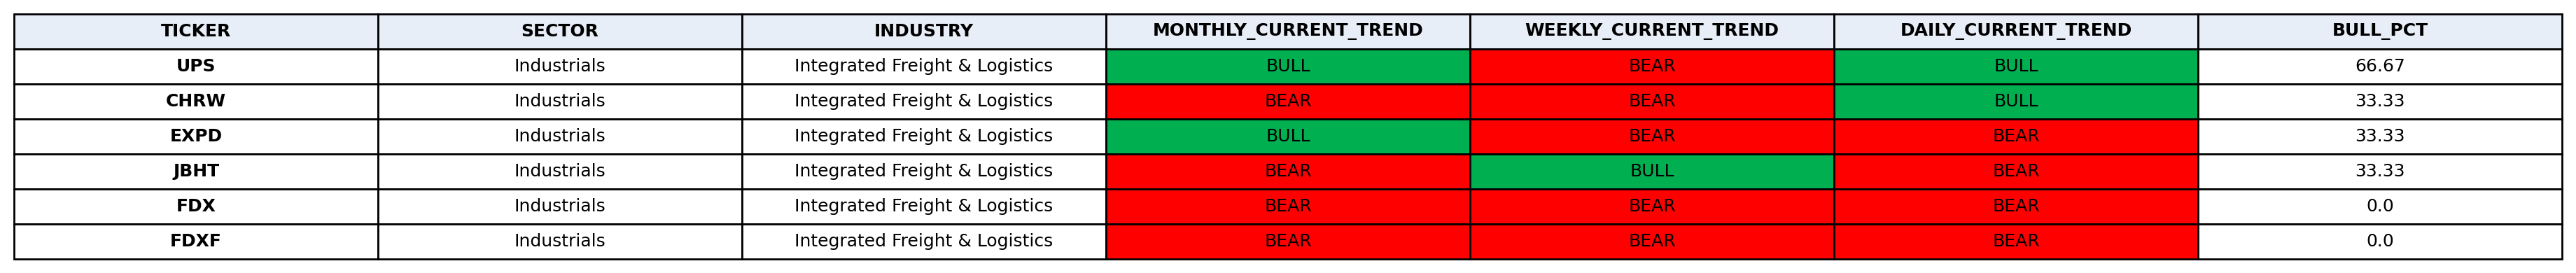 TICKER SECTOR INDUSTRY MONTHLY_CURRENT_TREND WEEKLY_CURRENT_TREND DAILY_CURRENT_TREND BULL_PCT
UPS Industrials Integrated Freight & Logistics BULL BEAR BULL 66.67
CHRW Industrials Integrated Freight & Logistics BEAR BEAR BULL 33.33
EXPD Industrials Integrated Freight & Logistics BULL BEAR BEAR 33.33
JBHT Industrials Integrated Freight & Logistics BEAR BULL BEAR 33.33
FDX Industrials Integrated Freight & Logistics BEAR BEAR BEAR 0.0
FDXF Industrials Integrated Freight & Logistics BEAR BEAR BEAR 0.0